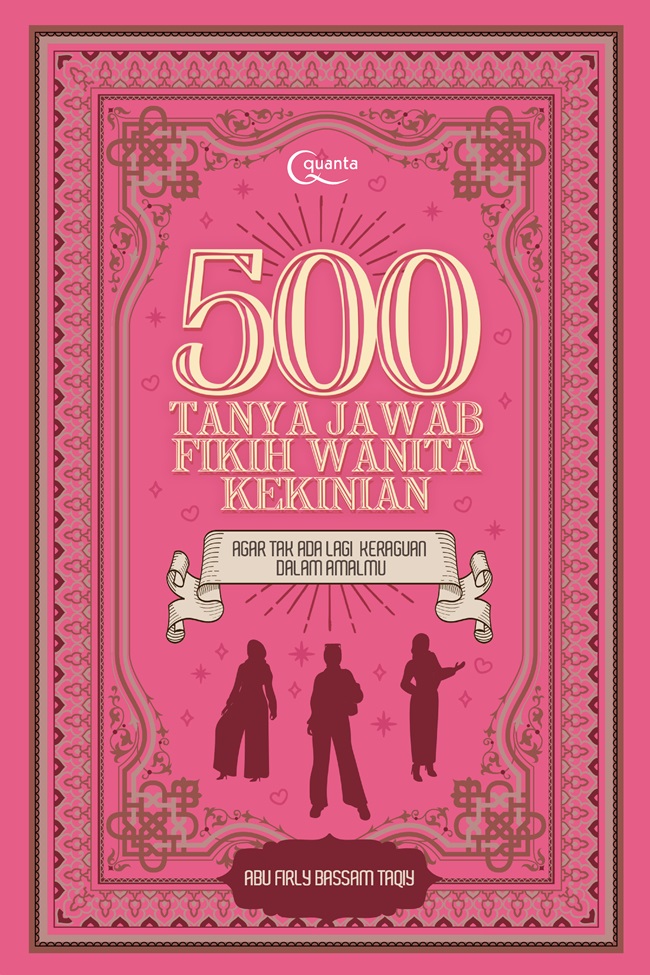 quanta
500
TANYA JAWAB
FIKIH WANITA
KEKINIAN
AGAR TAK ADA LAGI KERAGUAN
DALAM AMALMU
ABU FIRLY BASSAM TAQIY